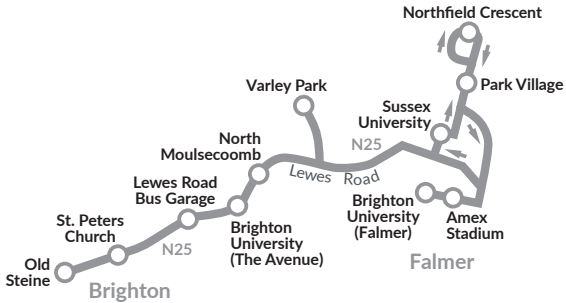 Northfield Crescent
Park Village
Varley Park
Sussex
University
North
Moulsecoomb
N25
Lewes Road
Lewes Road
Bus Garage
Brighton
University
(Falmer)
Amex
Stadium
St. Peters
Church
Brighton
University
(The Avenue)
N25
Falmer
Old
Steine
Brighton